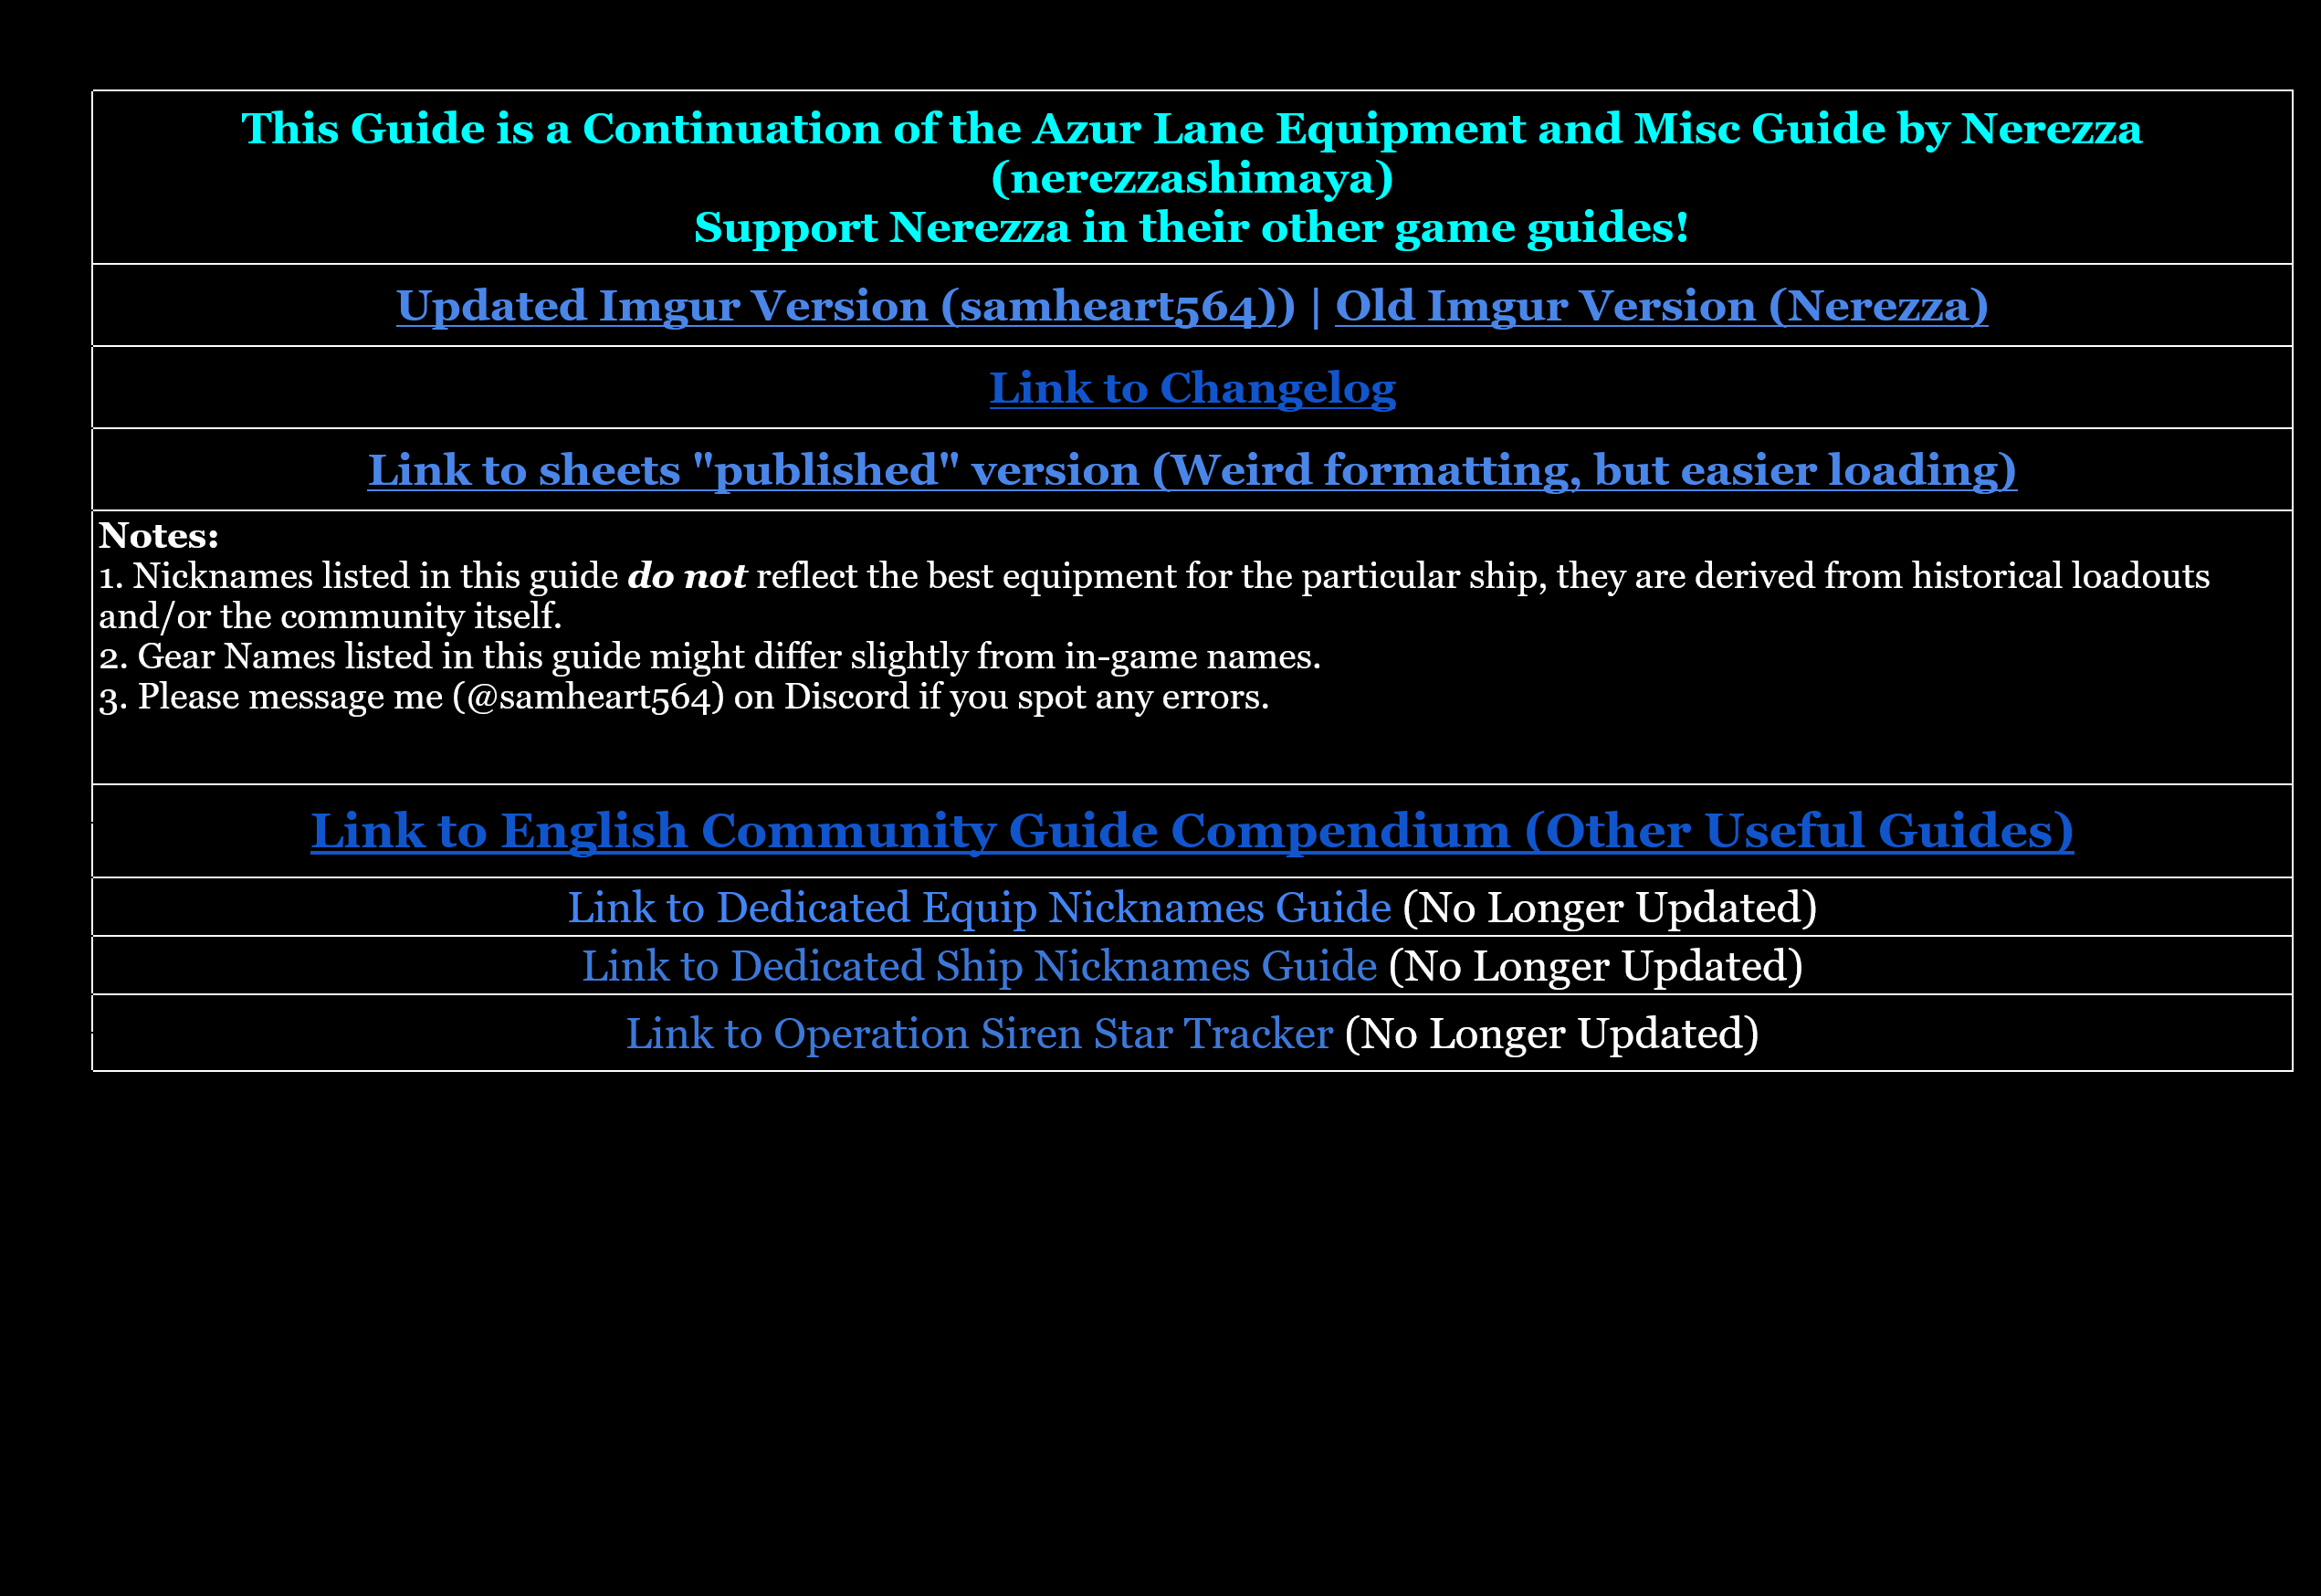 This Guide is a Continuation of the Azur Lane Equipment and Misc Guide by Nerezza
(nerezzashimaya)
Support Nerezza in their other game guides!
Updated Imgur Version (samheart564)) | Old Imgur Version (Nerezza)
Link to Changelog
Link to sheets "published" version (Weird formatting, but easier loading)
Notes:
1. Nicknames listed in this guide do not reflect the best equipment for the particular ship, they are derived from historical loadouts
and/or the community itself.
2. Gear Names listed in this guide might differ slightly from in-game names.
3. Please message me (@samheart564) on Discord if you spot any errors.
Link to English Community Guide Compendium (Other Useful Guides)
Link to Dedicated Equip Nicknames Guide (No Longer Updated)
Link to Dedicated Ship Nicknames Guide (No Longer Updated)
Link to Operation Siren Star Tracker (No Longer Updated)